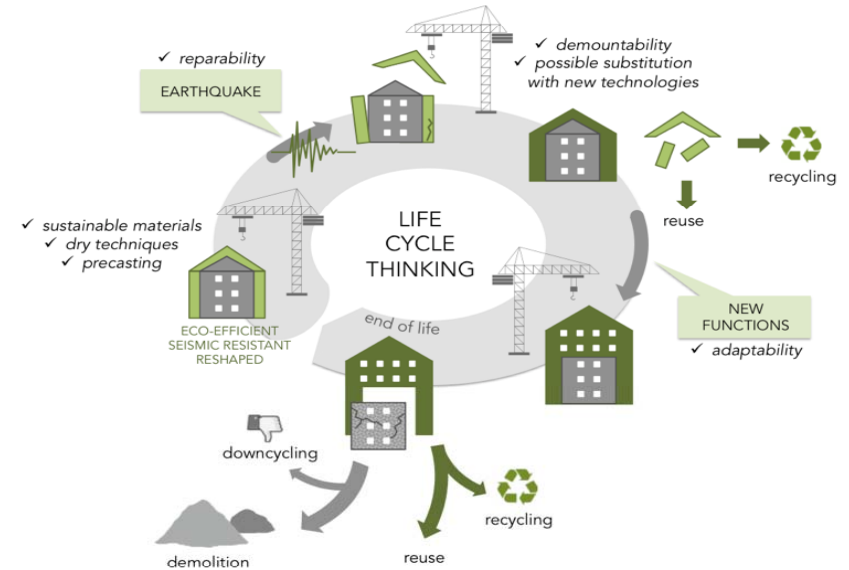 ✓ reparability
EARTHQUAKE
✓ demountability
✓ possible substitution
with new technologies
recycling
reuse
✓ sustainable materials
✓ dry techniques
✓ precasting
LIFE
CYCLE
THINKING
ECO-EFFICIENT
SEISMIC RESISTANT
RESHAPED
end of life
NEW
FUNCTIONS
✓ adaptability
downcycling
recycling
demolition
reuse